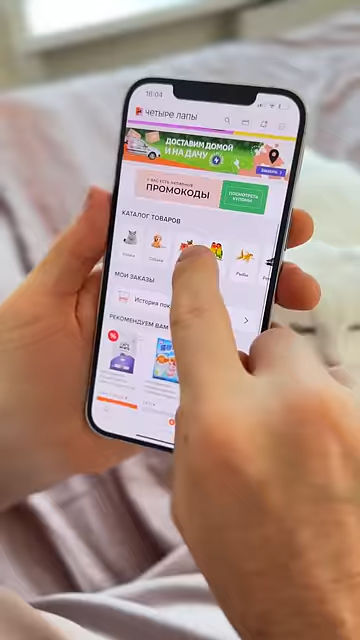 16:04
четыре лапы
ДОСТАВИМ ДОМОЙ
И НА ДАЧУ
ЗАКАЗАТЬ
У ВАС ЕСТЬ АКТИВНЫЕ
ПРОМОКОДЫ
ПОСМОТРЕТЬ
КУПОНЫ
КАТАЛОГ ТОВАРОВ
Кошки
Собаки
Рыбы
МОИ ЗАКАЗЫ
История пок
РЕКОМЕНДУЕМ ВАМ
%